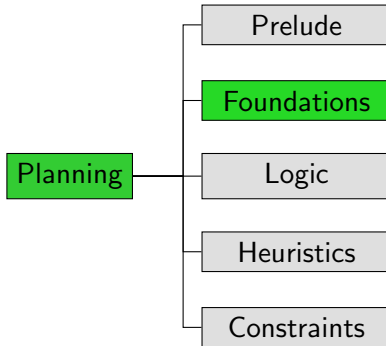 Prelude
Foundations
Planning
Logic
Heuristics
Constraints